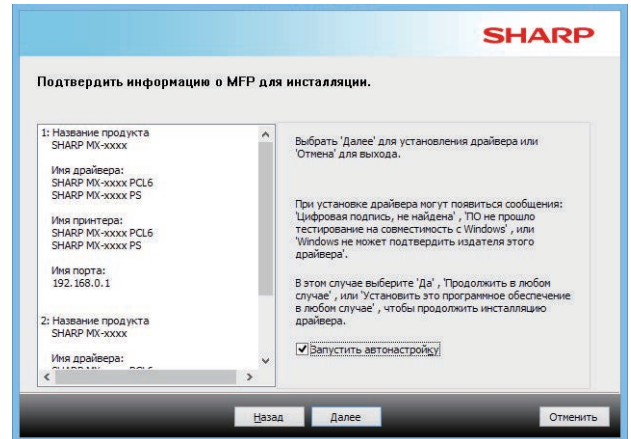 SHARP
Подтвердить информацию о MFP для инсталляции.
1: Название продукта
SHARP MX-xxxx
Имя драйвера:
SHARP MX-xxxx PCL6
SHARP MX-xxxx PS
Имя принтера:
SHARP MX-xxxx PCL6
SHARP MX-xxxx PS
Имя порта:
192.168.0.1
2: Название продукта
SHARP MX-xxxx
Имя драйвера:
SHARP MX-xxxx PCL6
Выбрать 'Далее' для установления драйвера или
'Отмена' для выхода.
При установке драйвера могут появиться сообщения:
'Цифровая подпись, не найдена' , 'ПО не прошло
тестирование на совместимость с Windows' , или
'Windows не может подтвердить издателя этого
драйвера'.
В этом случае выберите 'Да' , 'Продолжить в любом
случае' , или 'Установить это программное обеспечение
в любом случае' , чтобы продолжить инсталляцию
драйвера.
Запустить автонастройку
Назад Далее Отменить